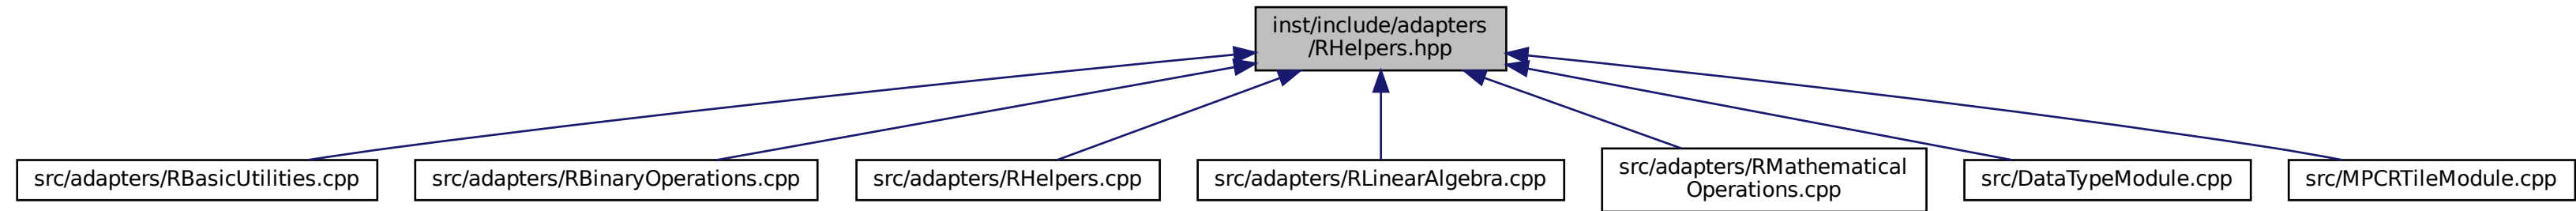 inst/include/adapters
/RHelpers.hpp
src/adapters/RBasicUtilities.cpp
src/adapters/RBinaryOperations.cpp
src/adapters/RHelpers.cpp
src/adapters/RLinearAlgebra.cpp
src/adapters/RMathematical
Operations.cpp
src/DataTypeModule.cpp
src/MPCRTileModule.cpp